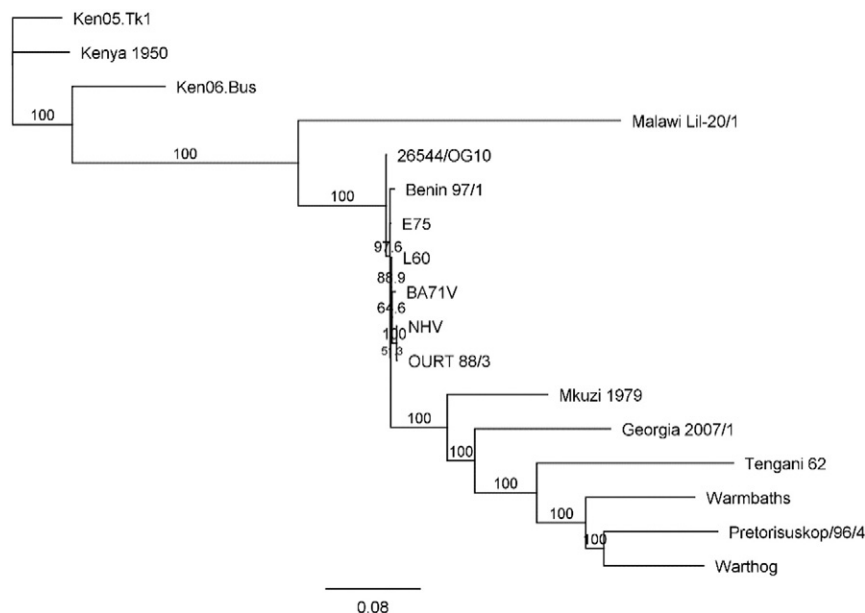 Ken05.Tk1
Kenya 1950
Ken06.Bus
100
Malawi Lil-20/1
100
26544/OG10
100
Benin 97/1
E75
97.6
L60
88.9
BA71V
64.6
NHV
100
OURT 88/3
Mkuzi 1979
100
Georgia 2007/1
100
Tengani 62
100
Warmbaths
100
Pretorisuskop/96/4
100
Warthog
0.08